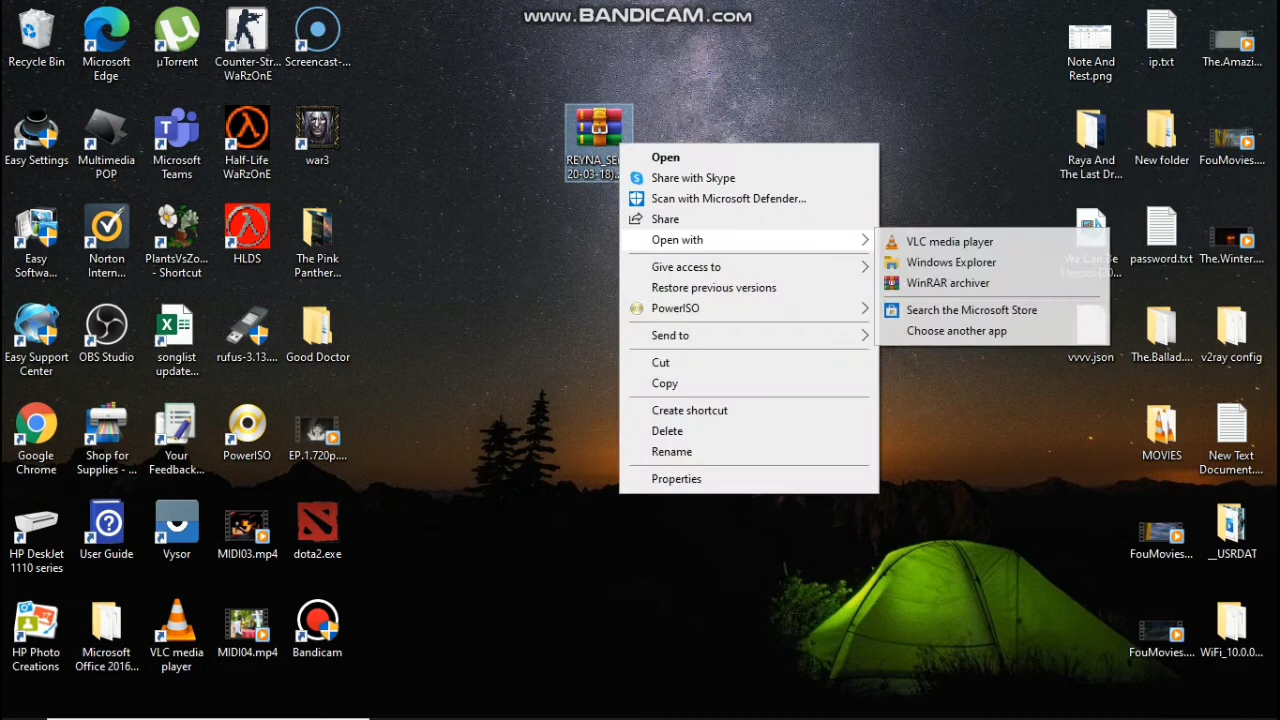 www.BANDICAM.com
Recycle Bin
Microsoft
Edge
µTorrent
Counter-Str...
WaRzOnE
Screencast-...
Easy Settings
Multimedia
POP
Microsoft
Teams
Half-Life
WaRzOnE
war3
Easy
Softwa...
Norton
Intern...
PlantsVsZo...
- Shortcut
HLDS
The Pink
Panther...
Easy Support
Center
OBS Studio
songlist
update...
rufus-3.13....
Good Doctor
Google
Chrome
Shop for
Supplies - ...
Your
Feedback...
PowerISO
EP.1.720p....
HP DeskJet
1110 series
User Guide
Vysor
MIDI03.mp4
dota2.exe
HP Photo
Creations
Microsoft
Office 2016...
VLC media
player
MIDI04.mp4
Bandicam
20-03-18)
Open
Share with Skype
Scan with Microsoft Defender...
Share
Open with
Give access to
Restore previous versions
PowerISO
Send to
Cut
Copy
Create shortcut
Delete
Rename
Properties
VLC media player
Windows Explorer
WinRAR archiver
Search the Microsoft Store
Choose another app
Note And
Rest.png
ip.txt
The.Amazi...
Raya And
The Last Dr...
New folder
FouMovies....
password.txt
The.Winter....
vvvv.json
The.Ballad....
v2ray config
MOVIES
New Text
Document....
FouMovies....
__USRDAT
FouMovies....
WiFi_10.0.0...